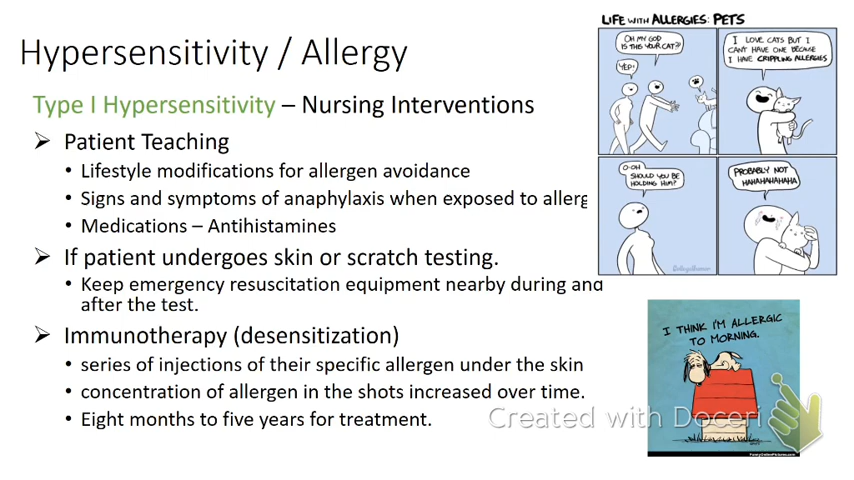 Hypersensitivity / Allergy
Type I Hypersensitivity – Nursing Interventions
Patient Teaching
Lifestyle modifications for allergen avoidance
Signs and symptoms of anaphylaxis when exposed to allerg
Medications – Antihistamines
If patient undergoes skin or scratch testing.
Keep emergency resuscitation equipment nearby during and
after the test.
Immunotherapy (desensitization)
series of injections of their specific allergen under the skin
concentration of allergen in the shots increased over time.
Eight months to five years for treatment.
LIFE WITH ALLERGIES: PETS
OH MY GOD
IS THIS YOUR CAT?!
YEP!
I LOVE CATS BUT I
CAN'T HAVE ONE BECAUSE
I HAVE CRIPPLING ALLERGIES
O-OH
SHOULD YOU BE
HOLDING HIM?
CollegeHumor
PROBABLY NOT
HAHAHAHAHAHA
I THINK I'M ALLERGIC
TO MORNING.
Created with Doceri